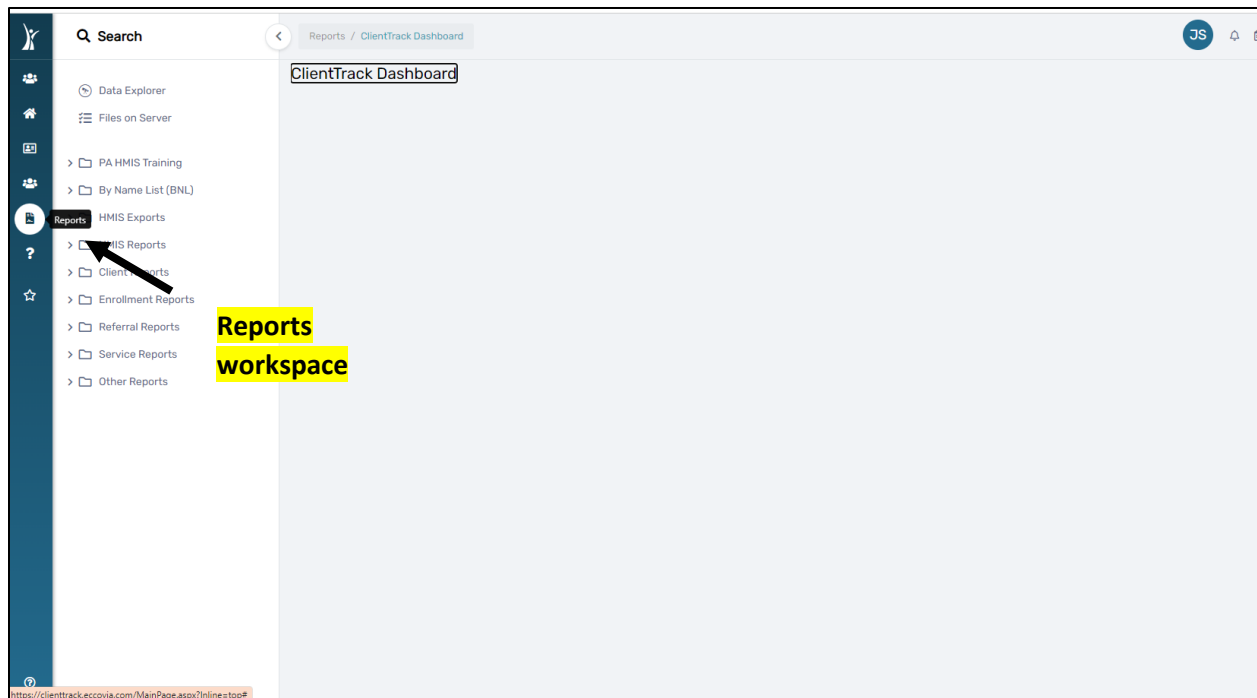 Search
Reports / ClientTrack Dashboard
JS
ClientTrack Dashboard
Data Explorer
Files on Server
PA HMIS Training
By Name List (BNL)
Reports
HMIS Exports
HMIS Reports
?
Client Reports
Enrollment Reports
Referral Reports
Service Reports
Other Reports
Reports
workspace
?
https://clienttrack.eccovia.com/MainPage.aspx?Inline=top#